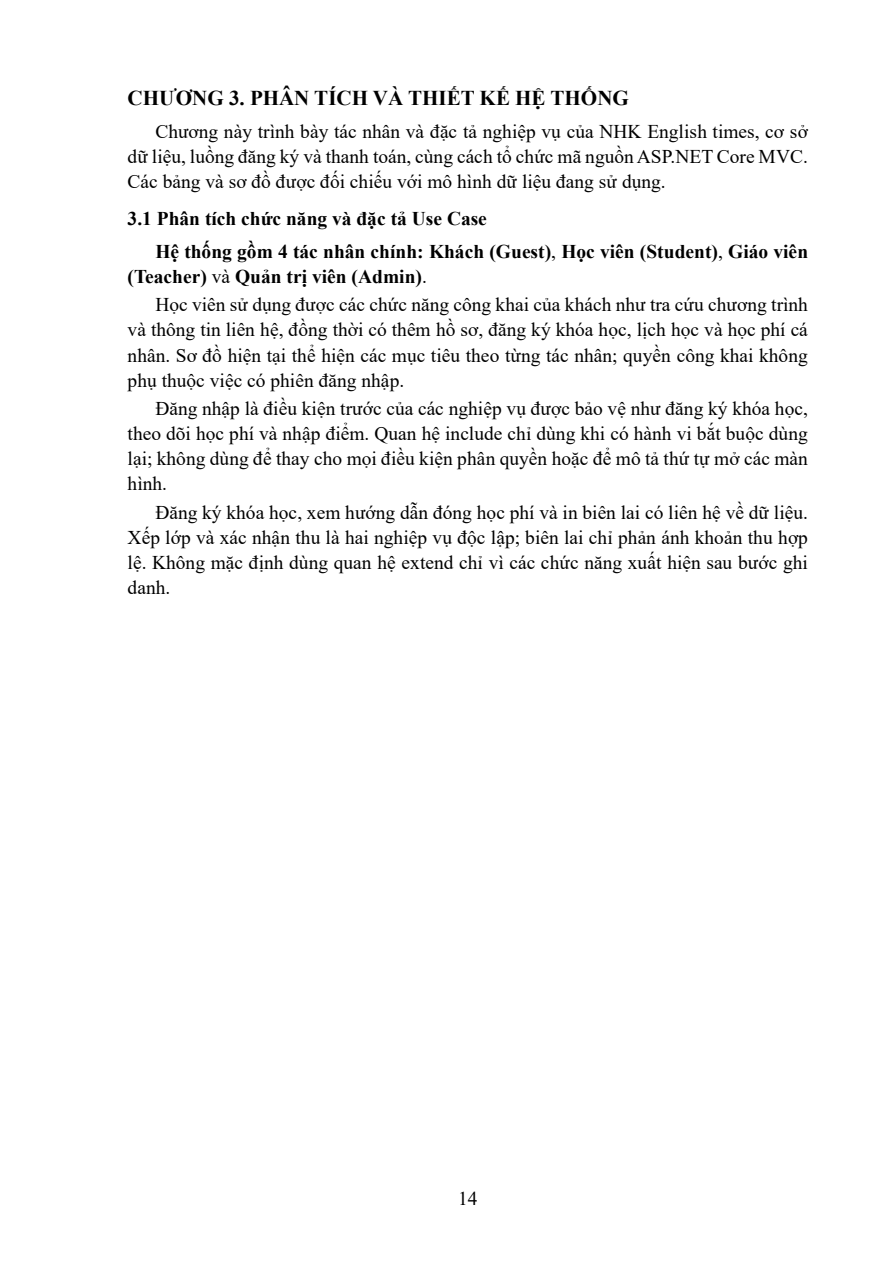 CHƯƠNG 3. PHÂN TÍCH VÀ THIẾT KẾ HỆ THỐNG
Chương này trình bày tác nhân và đặc tả nghiệp vụ của NHK English times, cơ sở
dữ liệu, luồng đăng ký và thanh toán, cùng cách tổ chức mã nguồn ASP.NET Core MVC.
Các bảng và sơ đồ được đối chiếu với mô hình dữ liệu đang sử dụng.
3.1 Phân tích chức năng và đặc tả Use Case
Hệ thống gồm 4 tác nhân chính: Khách (Guest), Học viên (Student), Giáo viên
(Teacher) và Quản trị viên (Admin).
Học viên sử dụng được các chức năng công khai của khách như tra cứu chương trình
và thông tin liên hệ, đồng thời có thêm hồ sơ, đăng ký khóa học, lịch học và học phí cá
nhân. Sơ đồ hiện tại thể hiện các mục tiêu theo từng tác nhân; quyền công khai không
phụ thuộc việc có phiên đăng nhập.
Đăng nhập là điều kiện trước của các nghiệp vụ được bảo vệ như đăng ký khóa học,
theo dõi học phí và nhập điểm. Quan hệ include chỉ dùng khi có hành vi bắt buộc dùng
lại; không dùng để thay cho mọi điều kiện phân quyền hoặc để mô tả thứ tự mở các màn
hình.
Đăng ký khóa học, xem hướng dẫn đóng học phí và in biên lai có liên hệ về dữ liệu.
Xếp lớp và xác nhận thu là hai nghiệp vụ độc lập; biên lai chỉ phản ánh khoản thu hợp
lệ. Không mặc định dùng quan hệ extend chỉ vì các chức năng xuất hiện sau bước ghi
danh.
14